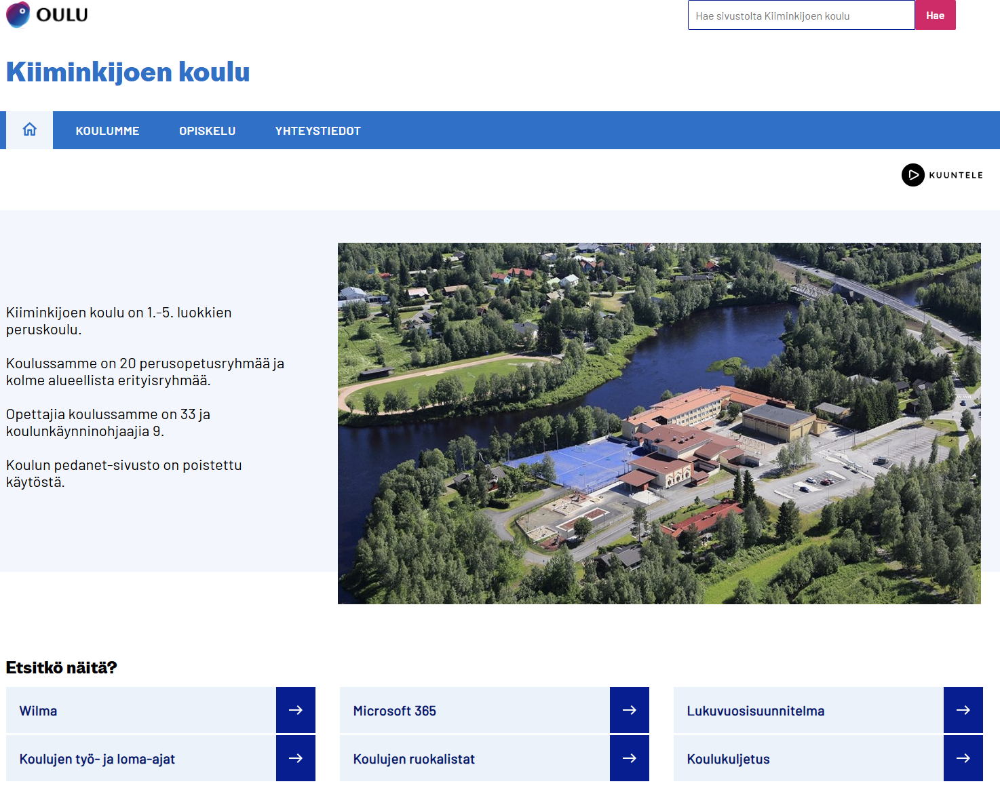 OULU
Hae sivustolta Kiiminkijoen koulu
Hae
Kiiminkijoen koulu
KOULUMME
OPISKELU
YHTEYSTIEDOT
KUUNTELE
Kiiminkijoen koulu on 1.-5. luokkien
peruskoulu.
Koulussamme on 20 perusopetusryhmää ja
kolme alueellista erityisryhmää.
Opettajia koulussamme on 33 ja
koulunkäynninohjaajia 9.
Koulun pedanet-sivusto on poistettu
käytöstä.
Etsitkö näitä?
Wilma
Microsoft 365
Lukuvuosisuunnitelma
Koulujen työ- ja loma-ajat
Koulujen ruokalistat
Koulukuljetus